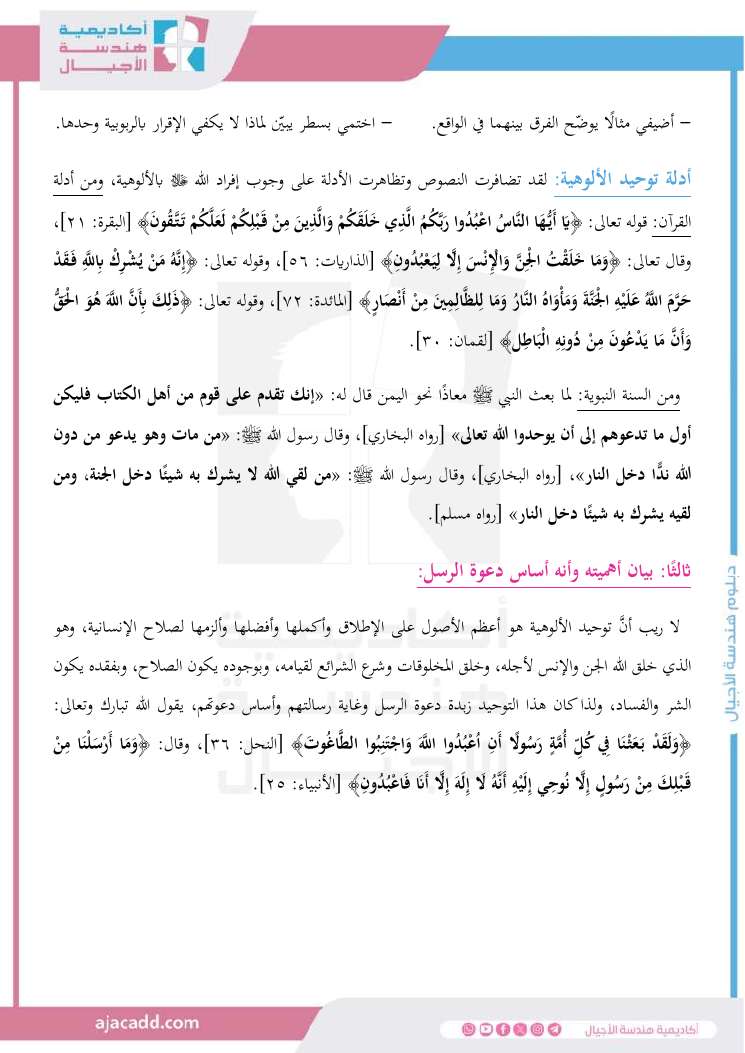 أكاديمية
هندسة
الأجيال
– أضيفي مثالًا يوضّح الفرق بينهما في الواقع. – اختمي بسطر يبيّن لماذا لا يكفي الإقرار بالربوبية وحدها.
أدلة توحيد الألوهية: لقد تضافرت النصوص وتظاهرت الأدلة على وجوب إفراد الله ﷻ بالألوهية، ومن أدلة
القرآن: قوله تعالى: ﴿يَا أَيُّهَا النَّاسُ اعْبُدُوا رَبَّكُمُ الَّذِي خَلَقَكُمْ وَالَّذِينَ مِنْ قَبْلِكُمْ لَعَلَّكُمْ تَتَّقُونَ﴾ [البقرة: ٢١]،
وقال تعالى: ﴿وَمَا خَلَقْتُ الْجِنَّ وَالْإِنْسَ إِلَّا لِيَعْبُدُونِ﴾ [الذاريات: ٥٦]، وقوله تعالى: ﴿إِنَّهُ مَنْ يُشْرِكْ بِاللَّهِ فَقَدْ
حَرَّمَ اللَّهُ عَلَيْهِ الْجَنَّةَ وَمَأْوَاهُ النَّارُ وَمَا لِلظَّالِمِينَ مِنْ أَنْصَارٍ﴾ [المائدة: ٧٢]، وقوله تعالى: ﴿ذَلِكَ بِأَنَّ اللَّهَ هُوَ الْحَقُّ
وَأَنَّ مَا يَدْعُونَ مِنْ دُونِهِ الْبَاطِل﴾ [لقمان: ٣٠].
ومن السنة النبوية: لما بعث النبي ﷺ معاذًا نحو اليمن قال له: «إنك تقدم على قوم من أهل الكتاب فليكن
أول ما تدعوهم إلى أن يوحدوا الله تعالى» [رواه البخاري]، وقال رسول الله ﷺ: «من مات وهو يدعو من دون
الله ندًّا دخل النار»، [رواه البخاري]، وقال رسول الله ﷺ: «من لقي الله لا يشرك به شيئًا دخل الجنة، ومن
لقيه يشرك به شيئًا دخل النار» [رواه مسلم].
ثالثًا: بيان أهميته وأنه أساس دعوة الرسل:
لا ريب أنَّ توحيد الألوهية هو أعظم الأصول على الإطلاق وأكملها وأفضلها وألزمها لصلاح الإنسانية، وهو
الذي خلق الله الجن والإنس لأجله، وخلق المخلوقات وشرع الشرائع لقيامه، وبوجوده يكون الصلاح، وبفقده يكون
الشر والفساد، ولذا كان هذا التوحيد زبدة دعوة الرسل وغاية رسالتهم وأساس دعوتهم، يقول الله تبارك وتعالى:
﴿وَلَقَدْ بَعَثْنَا فِي كُلِّ أُمَّةٍ رَسُولًا أَنِ اعْبُدُوا اللَّهَ وَاجْتَنِبُوا الطَّاغُوتَ﴾ [النحل: ٣٦]، وقال: ﴿وَمَا أَرْسَلْنَا مِنْ
قَبْلِكَ مِنْ رَسُولٍ إِلَّا نُوحِي إِلَيْهِ أَنَّهُ لَا إِلَهَ إِلَّا أَنَا فَاعْبُدُونِ﴾ [الأنبياء: ٢٥].
أكاديمية
هندسة
الأجيال
دبلوم هندسة الأجيال
أكاديمية هندسة الأجيال
ajacadd.com